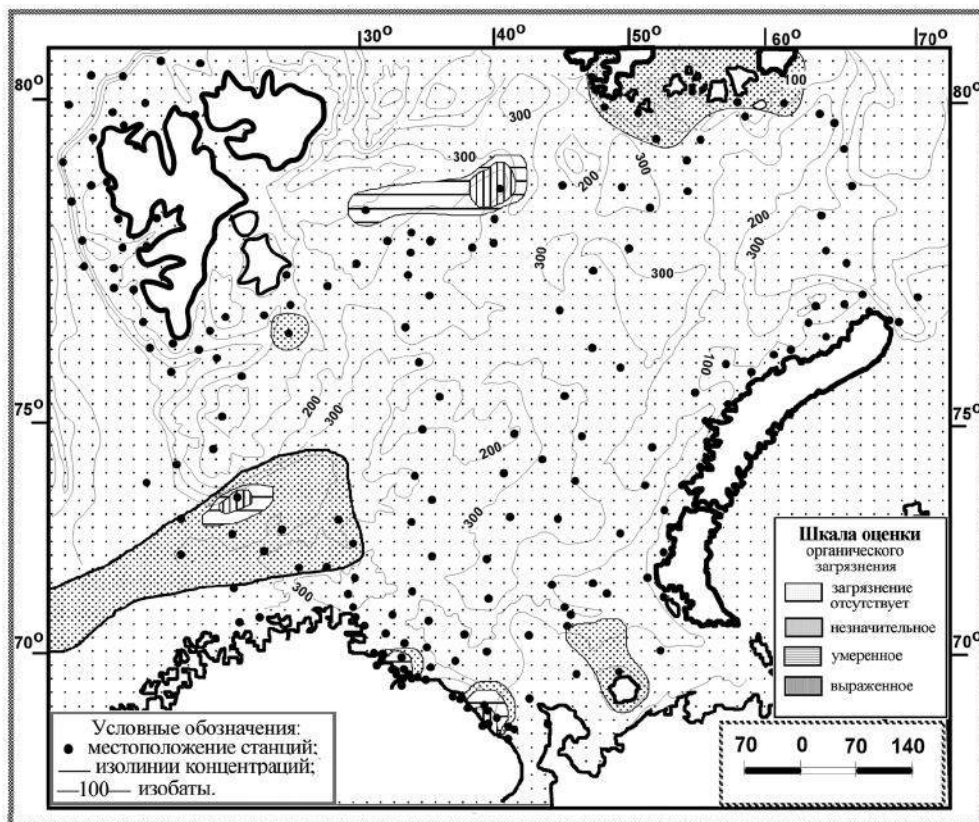 30° 40° 50° 60° 70°
80° 80°
100
300
300
200
300
200
300
300
100
75° 75°
200
300
200
300
300
70° 70°
Шкала оценки
органического
загрязнения
загрязнение
отсутствует
незначительное
умеренное
выраженное
Условные обозначения:
местоположение станций;
изолинии концентраций;
—100— изобаты.
70 0 70 140